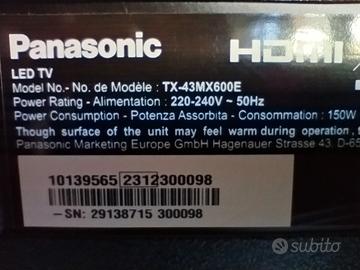 Panasonic HDMI
LED TV
Model No.- No. de Modèle : TX-43MX600E
Power Rating - Alimentation : 220-240V ~ 50Hz
Power Consumption - Potenza Assorbita - Consommation : 150W
Though surface of the unit may feel warm during operation,
Panasonic Marketing Europe GmbH Hagenauer Strasse 43, D-65
10139565 2312300098
-SN: 29138715 300098
subito